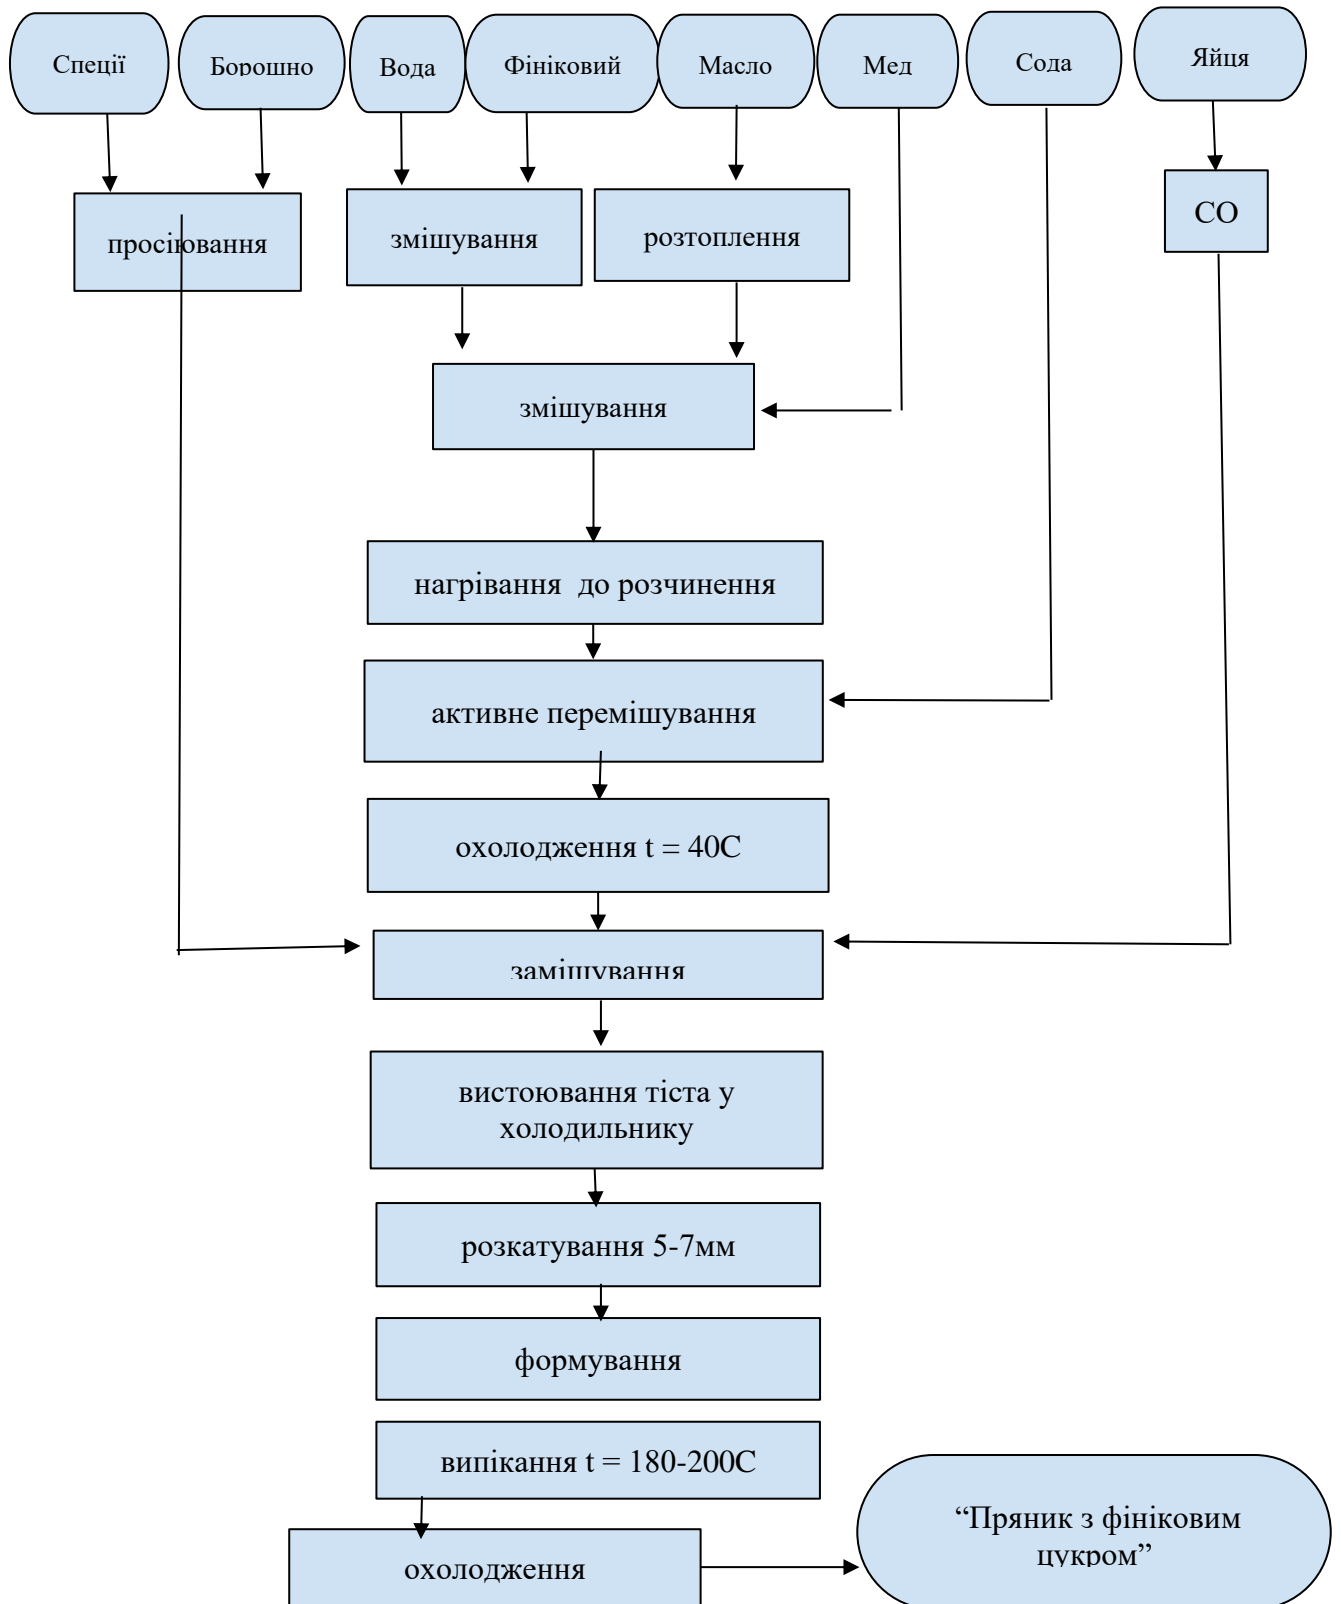 Спеції
Борошно
Вода
Фініковий
Масло
Мед
Сода
Яйця
просіювання
змішування
розтоплення
СО
змішування
нагрівання до розчинення
активне перемішування
охолодження t = 40С
замішування
вистоювання тіста у
холодильнику
розкатування 5-7мм
формування
випікання t = 180-200С
“Пряник з фініковим
цукром”
охолодження